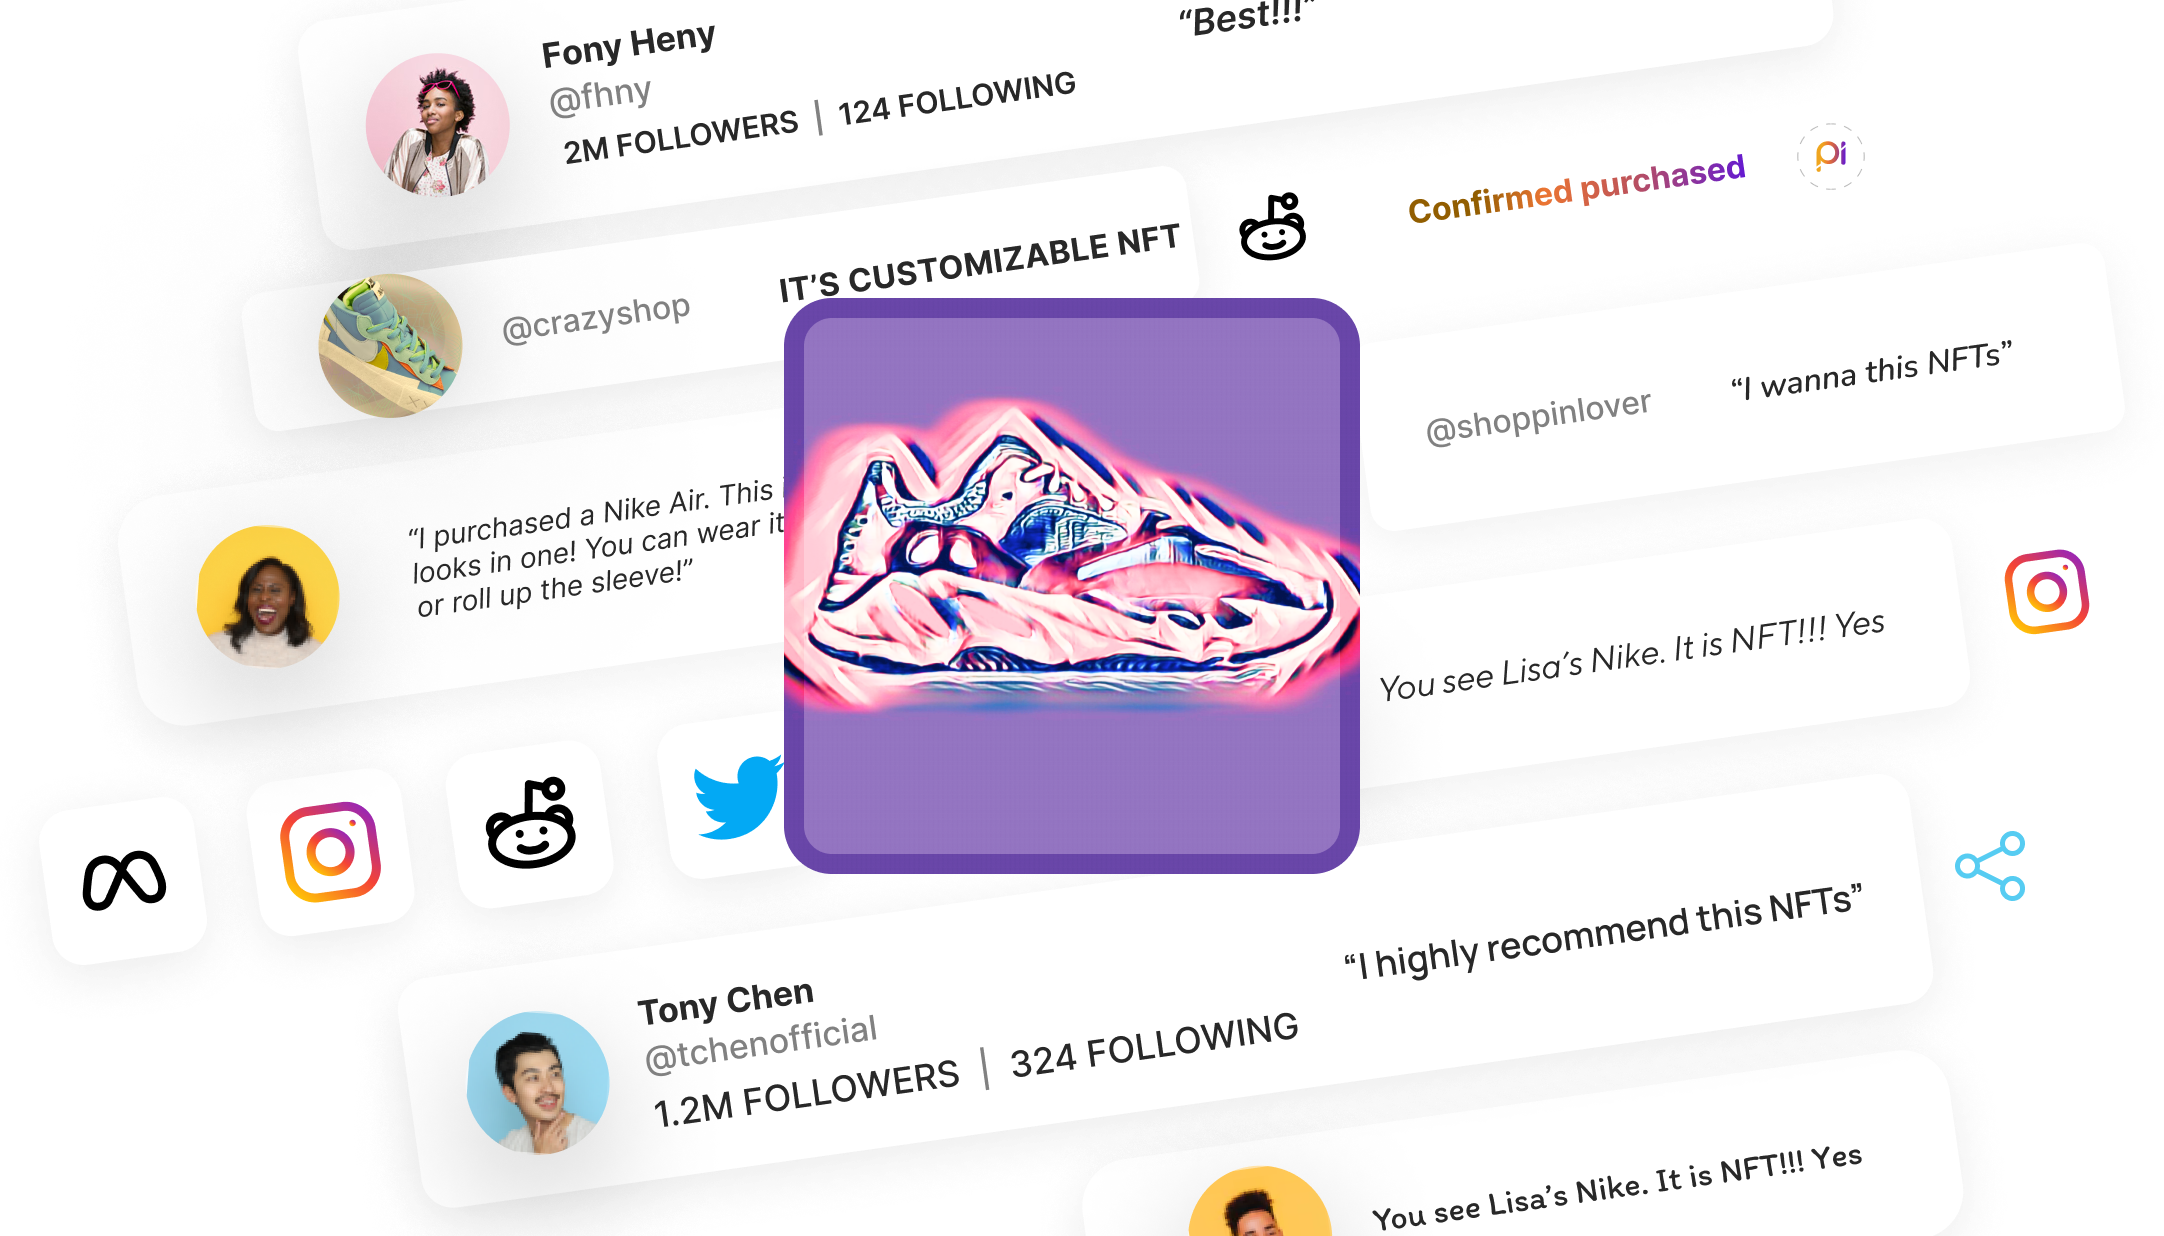 Fony Heny
@fhny
2M FOLLOWERS | 124 FOLLOWING
“Best!!!”
Confirmed purchased
pi
@crazyshop
IT’S CUSTOMIZABLE NFT
@shoppinlover
“I wanna this NFTs”
“I purchased a Nike Air. This
looks in one! You can wear it
or roll up the sleeve!”
You see Lisa’s Nike. It is NFT!!! Yes
“I highly recommend this NFTs”
Tony Chen
@tchenofficial
1.2M FOLLOWERS | 324 FOLLOWING
You see Lisa’s Nike. It is NFT!!! Yes